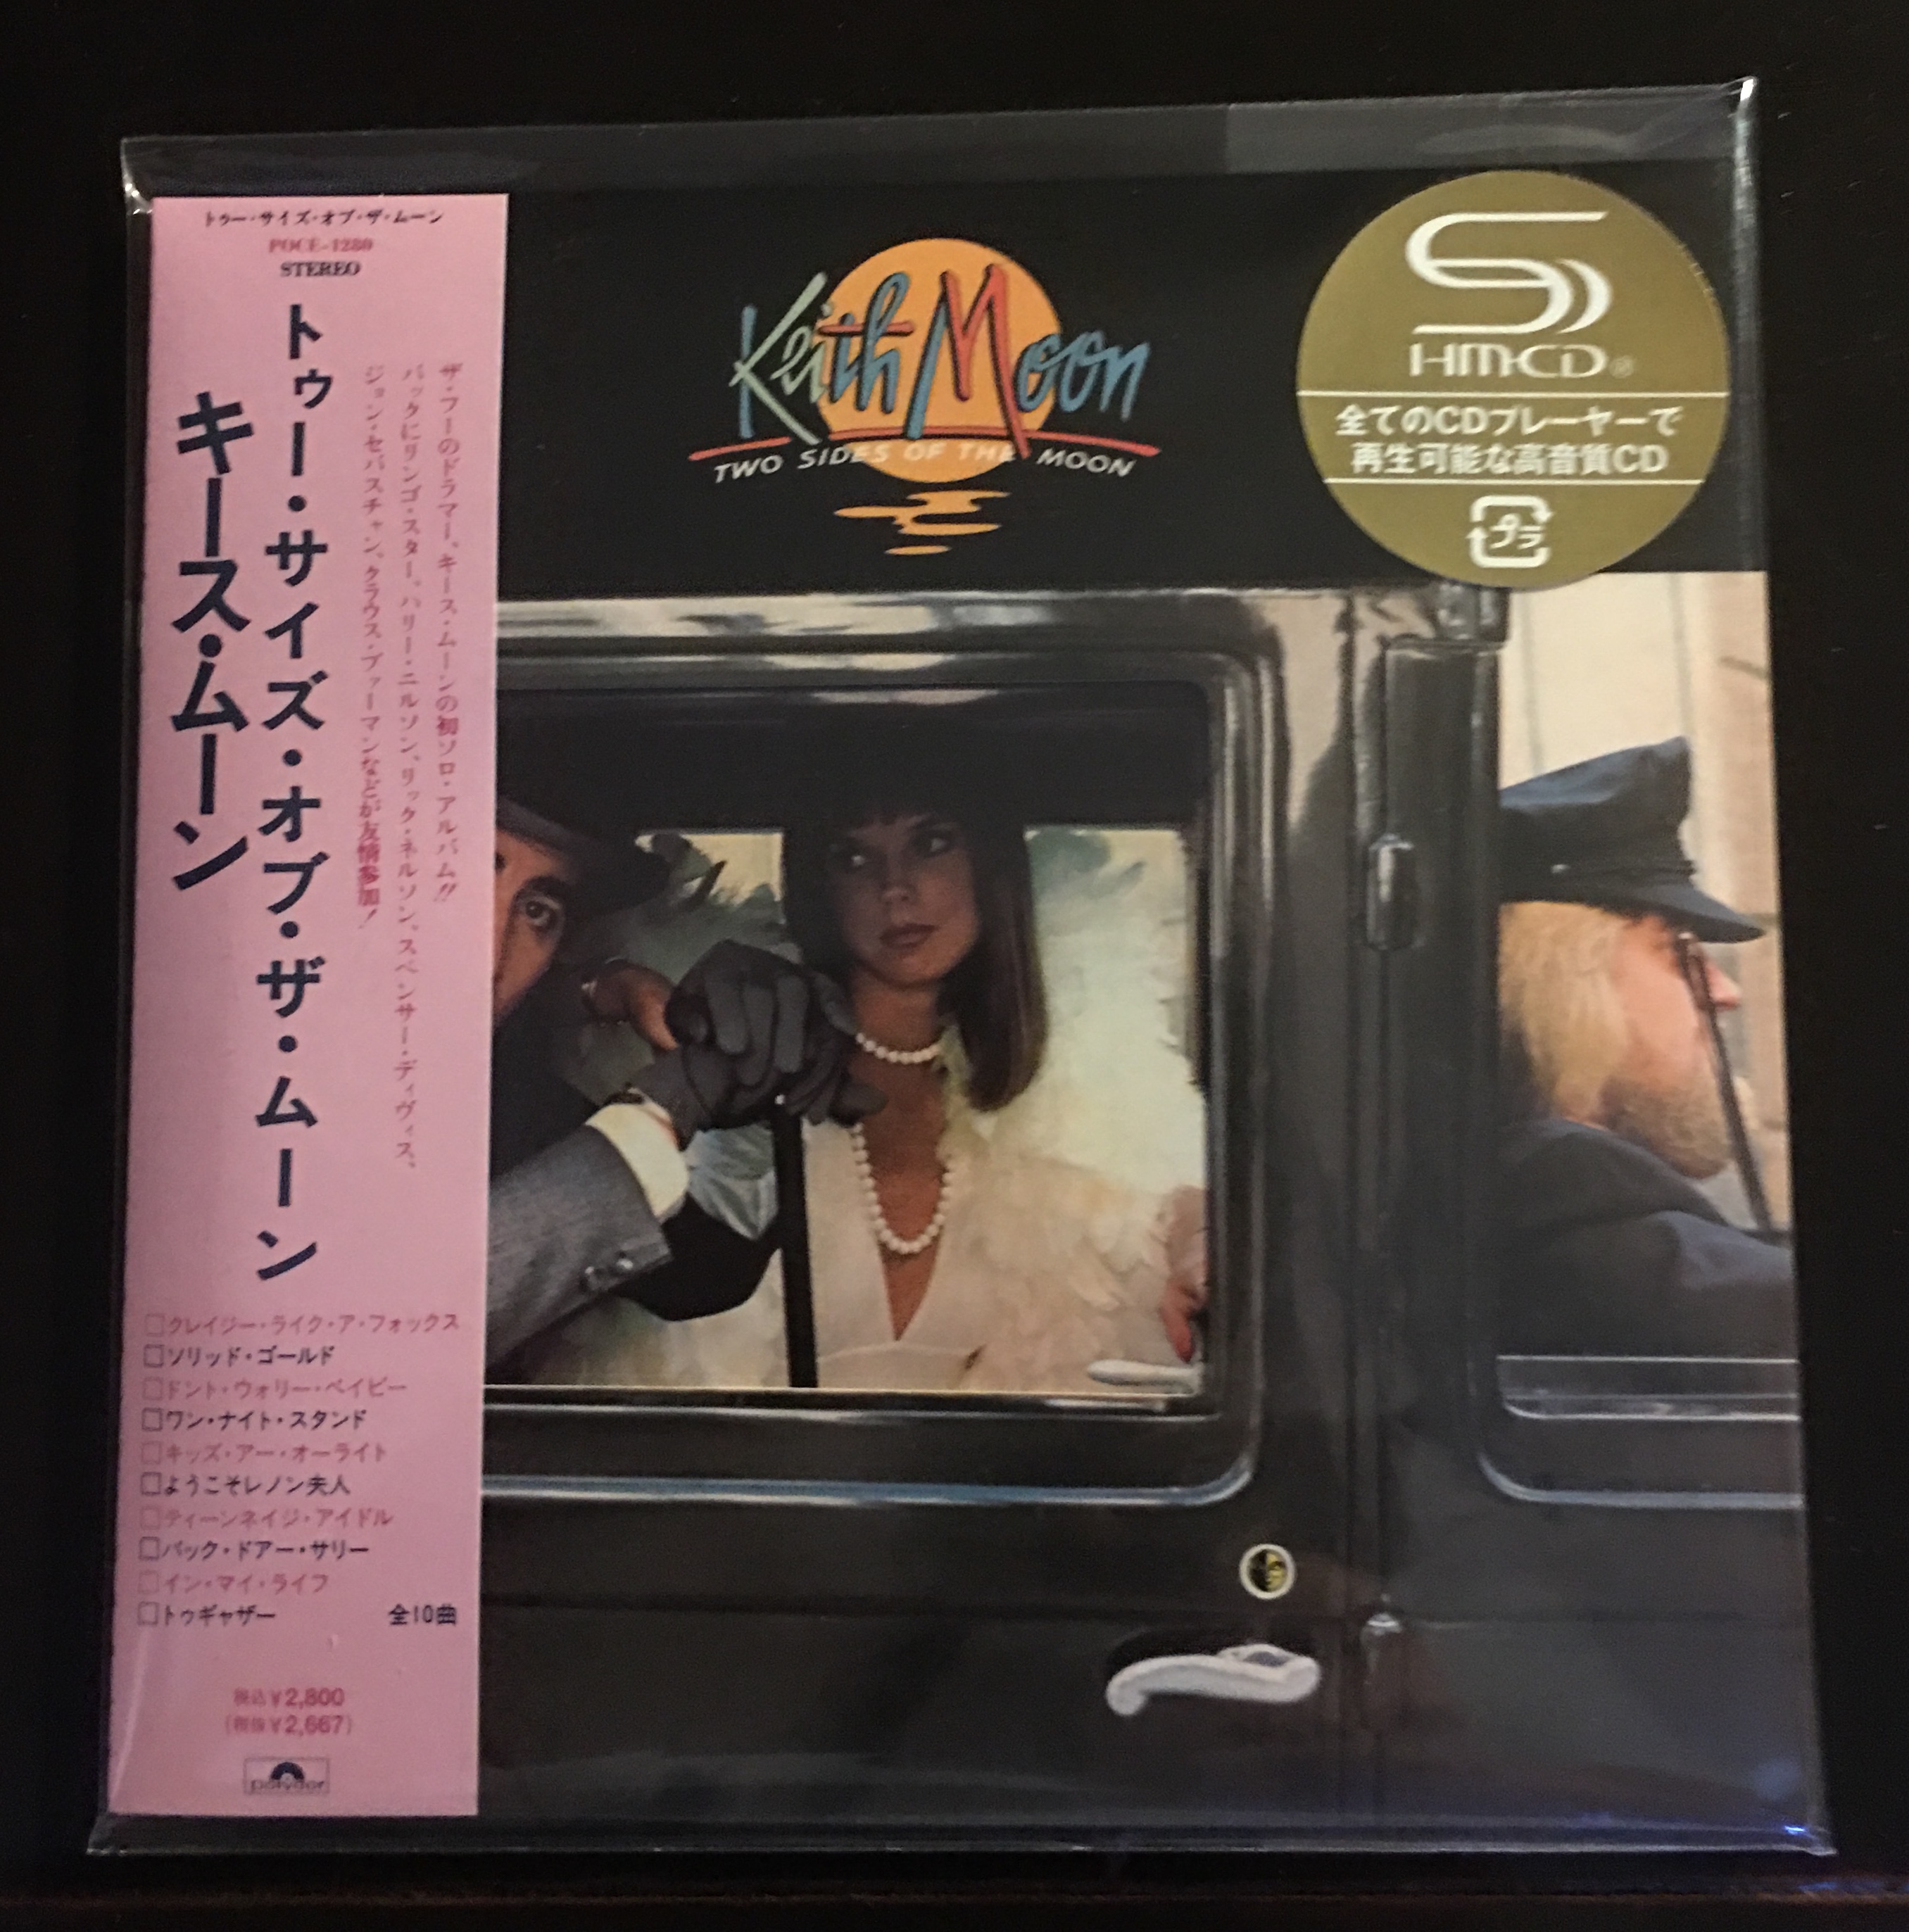 トゥー・サイズ・オブ・ザ・ムーン
POCE-1280
STEREO
トゥー・サイズ・オブ・ザ・ムーン
キース・ムーン
ザ・フーのドラマー、キース・ムーンの初ソロ・アルバム!!
バックにリンゴ・スター、ハリー・ニルソン、リック・ネルソン、スペンサー・ディヴィス、
ジョン・セバスチャン、クラウス・ブァーマンなどが友情参加!
□クレイジー・ライク・ア・フォックス
□ソリッド・ゴールド
□ドント・ウォリー・ベイビー
□ワン・ナイト・スタンド
□キッズ・アー・オーライト
□ようこそレノン夫人
□ティーンネイジ・アイドル
□バック・ドアー・サリー
□イン・マイ・ライフ
□トゥギャザー 全10曲
税込¥2,800
(税抜¥2,667)
polydor
Keith Moon
TWO SIDES OF THE MOON
SHM-CD®
全てのCDプレーヤーで
再生可能な高音質CD
プラ